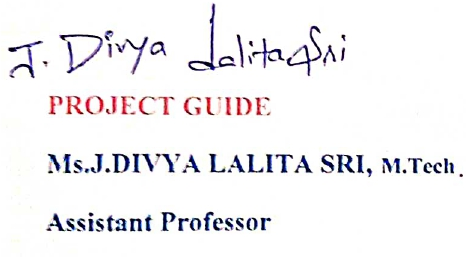 J. Divya Lalita Sri
PROJECT GUIDE
Ms.J.DIVYA LALITA SRI, M.Tech.
Assistant Professor